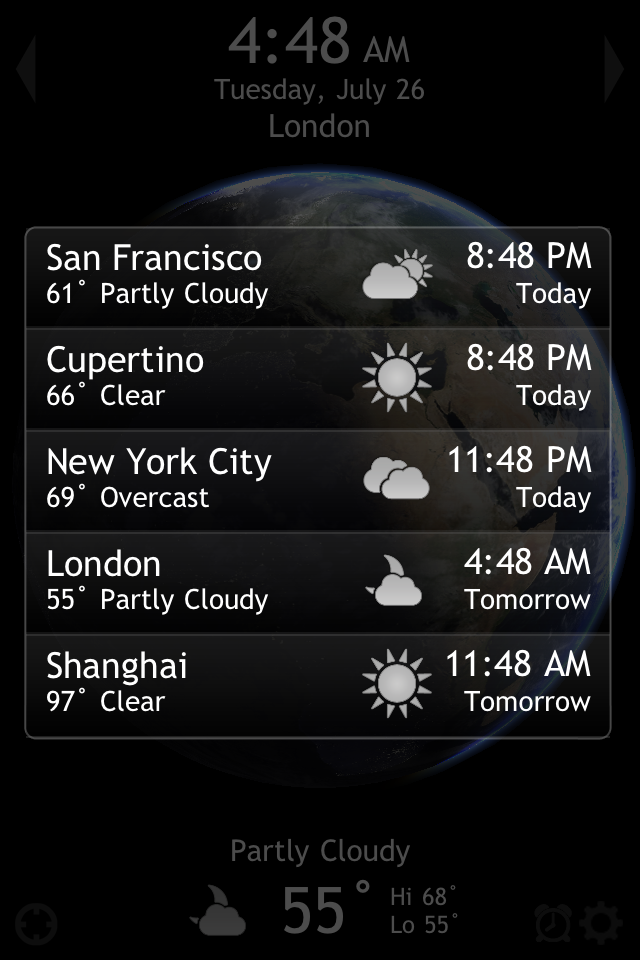 4:48 AM
Tuesday, July 26
London
San Francisco 8:48 PM
61° Partly Cloudy Today
Cupertino 8:48 PM
66° Clear Today
New York City 11:48 PM
69° Overcast Today
London 4:48 AM
55° Partly Cloudy Tomorrow
Shanghai 11:48 AM
97° Clear Tomorrow
Partly Cloudy
55° Hi 68°
Lo 55°